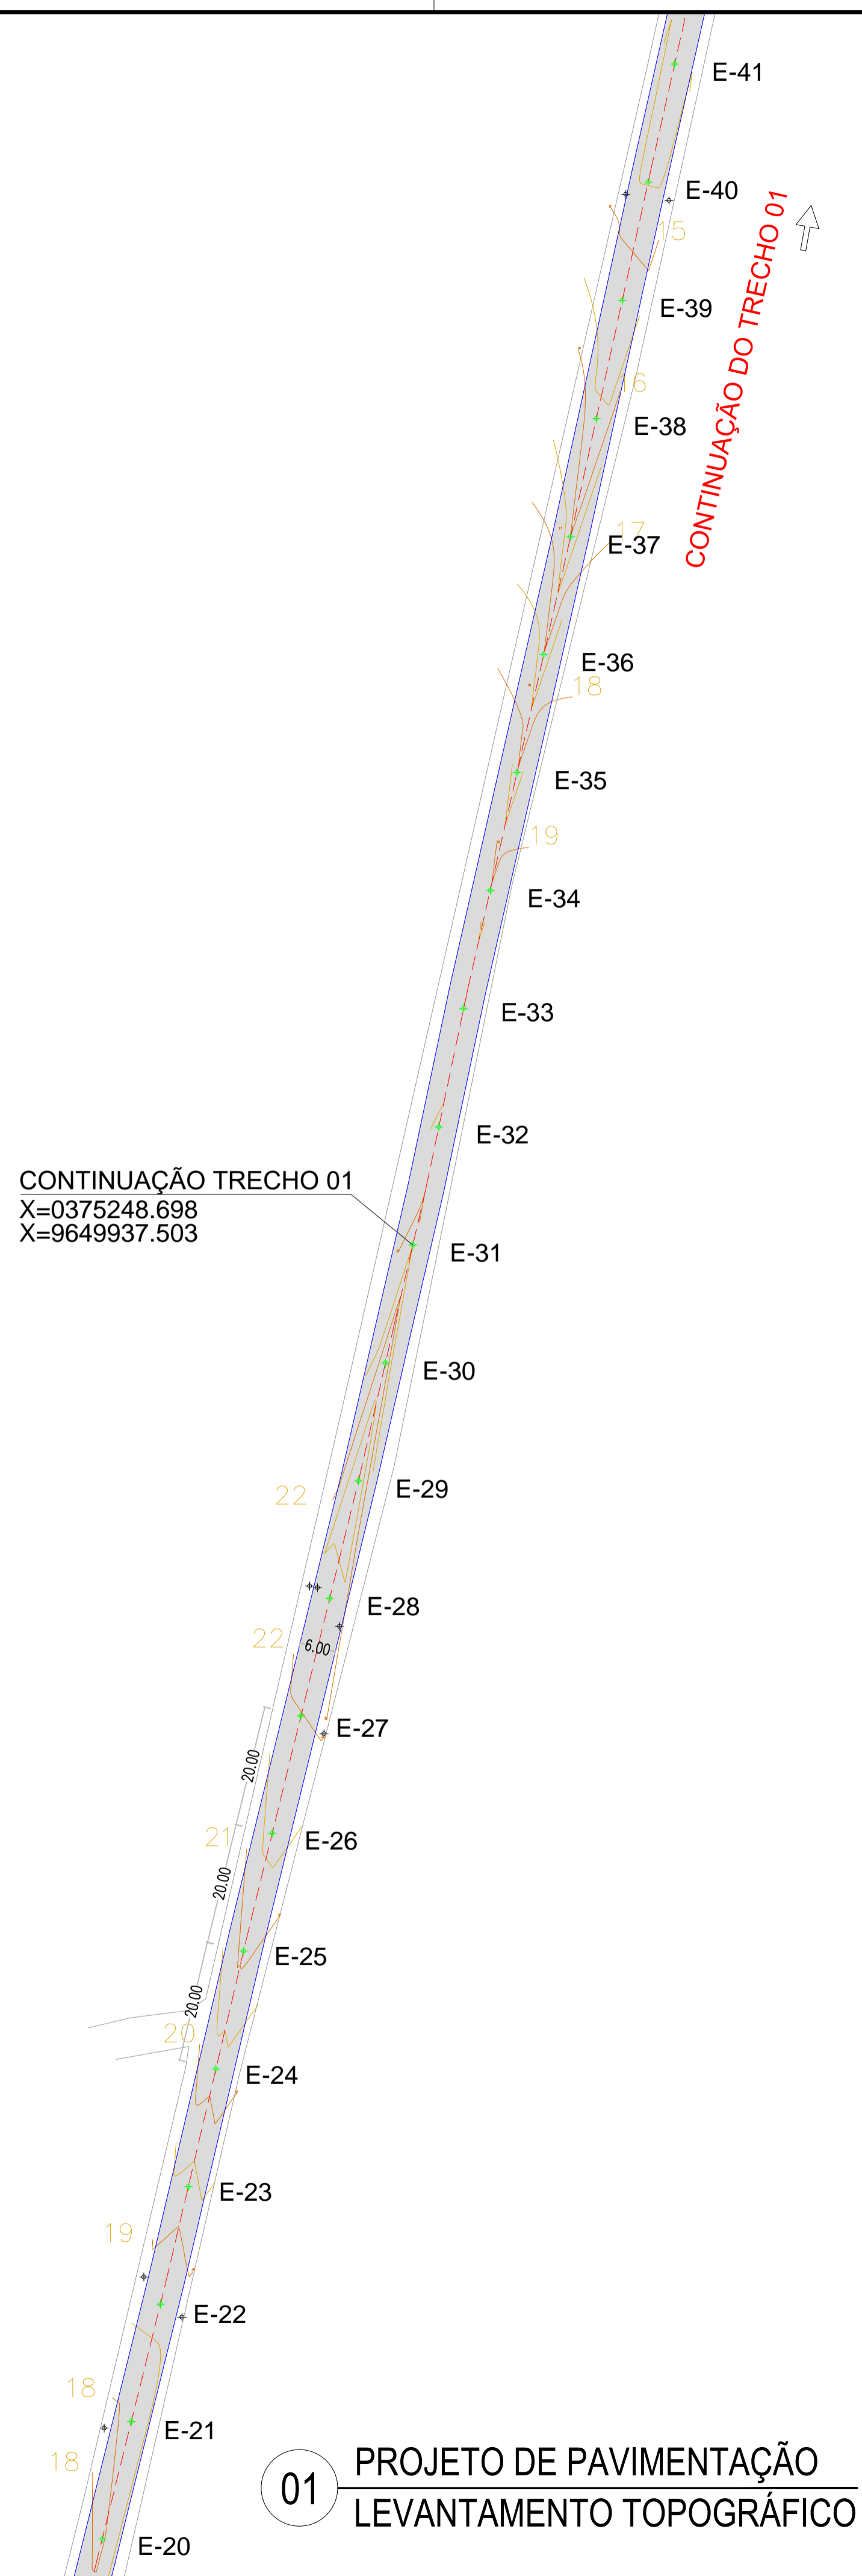 E-41
E-40
15
CONTINUAÇÃO DO TRECHO 01
E-39
16
E-38
17
E-37
E-36
18
E-35
19
E-34
E-33
E-32
CONTINUAÇÃO TRECHO 01
X=0375248.698
X=9649937.503
E-31
E-30
22
E-29
E-28
22
6.00
E-27
20.00
21
E-26
20.00
E-25
20.00
20
E-24
E-23
19
E-22
18
E-21
18
01
PROJETO DE PAVIMENTAÇÃO
LEVANTAMENTO TOPOGRÁFICO
E-20